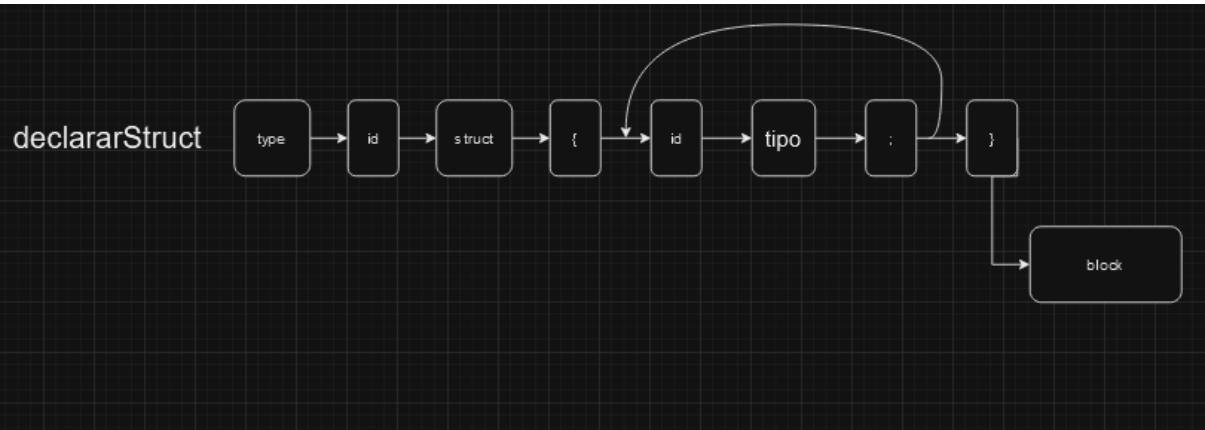 declararStruct type id struct { id tipo ; }
block